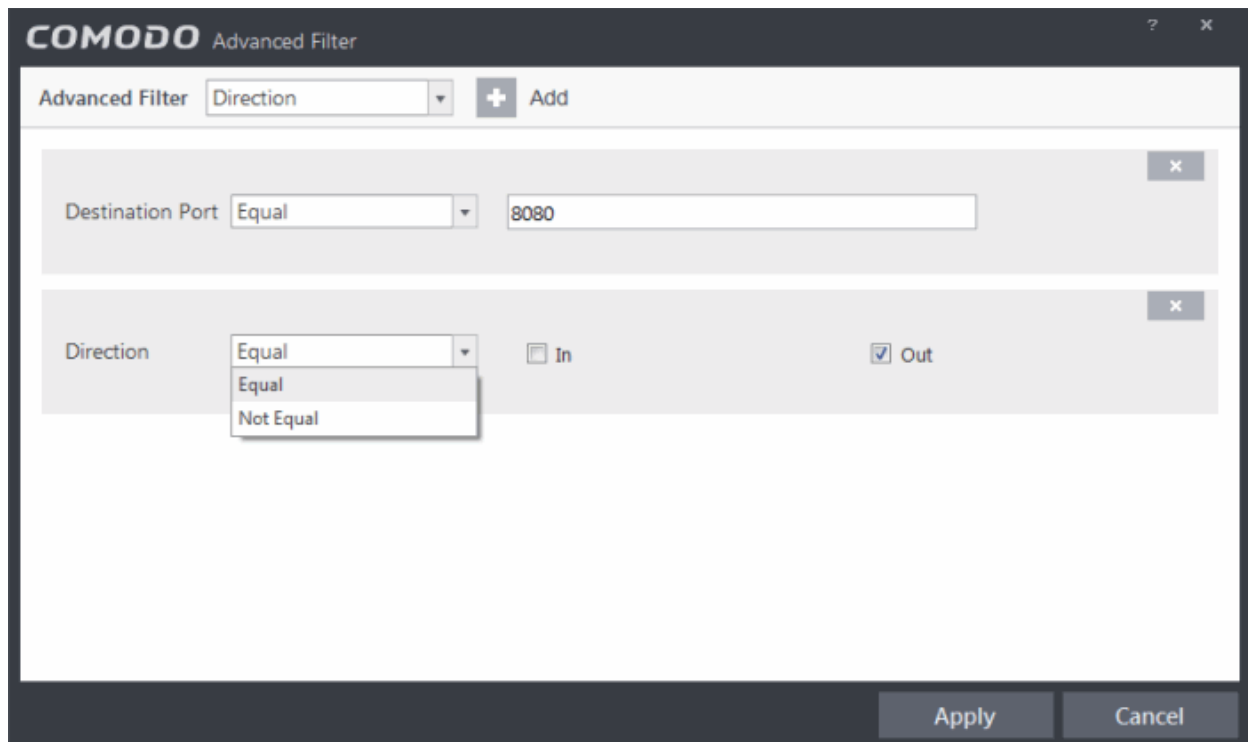 COMODO Advanced Filter ? x
Advanced Filter Direction Add
Destination Port Equal 8080
Direction Equal In Out
Equal
Not Equal
Apply Cancel